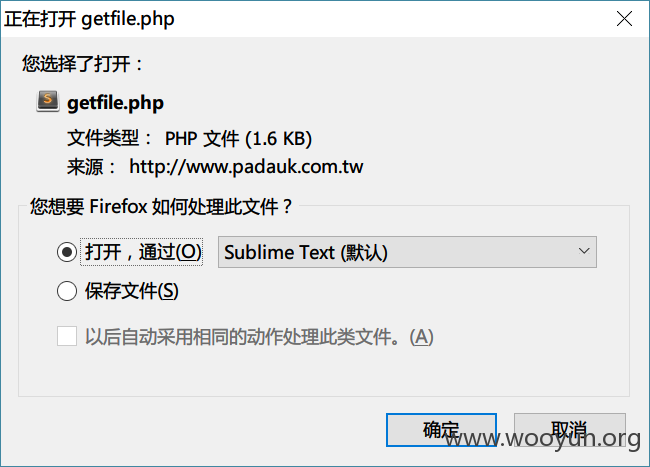 正在打开 getfile.php
您选择了打开：
getfile.php
文件类型： PHP 文件 (1.6 KB)
来源： http://www.padauk.com.tw
您想要 Firefox 如何处理此文件？
打开，通过(O) Sublime Text (默认)
保存文件(S)
以后自动采用相同的动作处理此类文件。(A)
确定 取消
www.wooyun.org